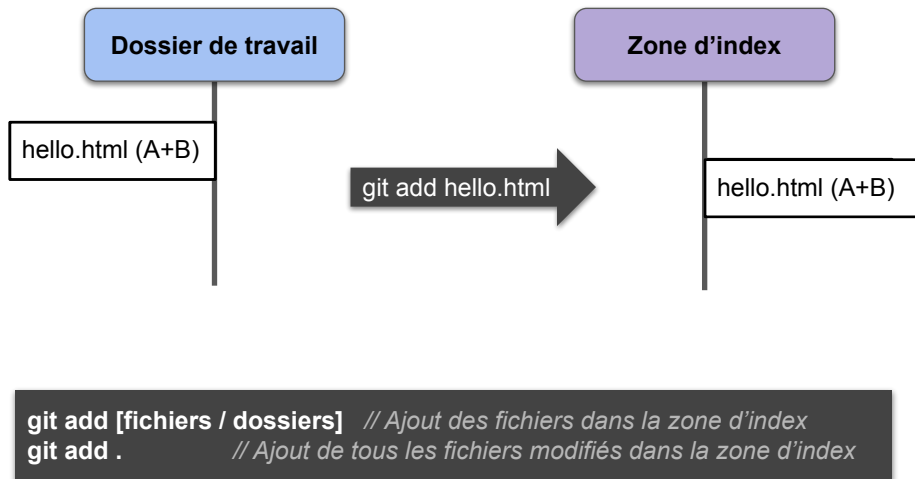 Dossier de travail
Zone d’index
hello.html (A+B)
git add hello.html
hello.html (A+B)
git add [fichiers / dossiers] // Ajout des fichiers dans la zone d’index
git add . // Ajout de tous les fichiers modifiés dans la zone d’index